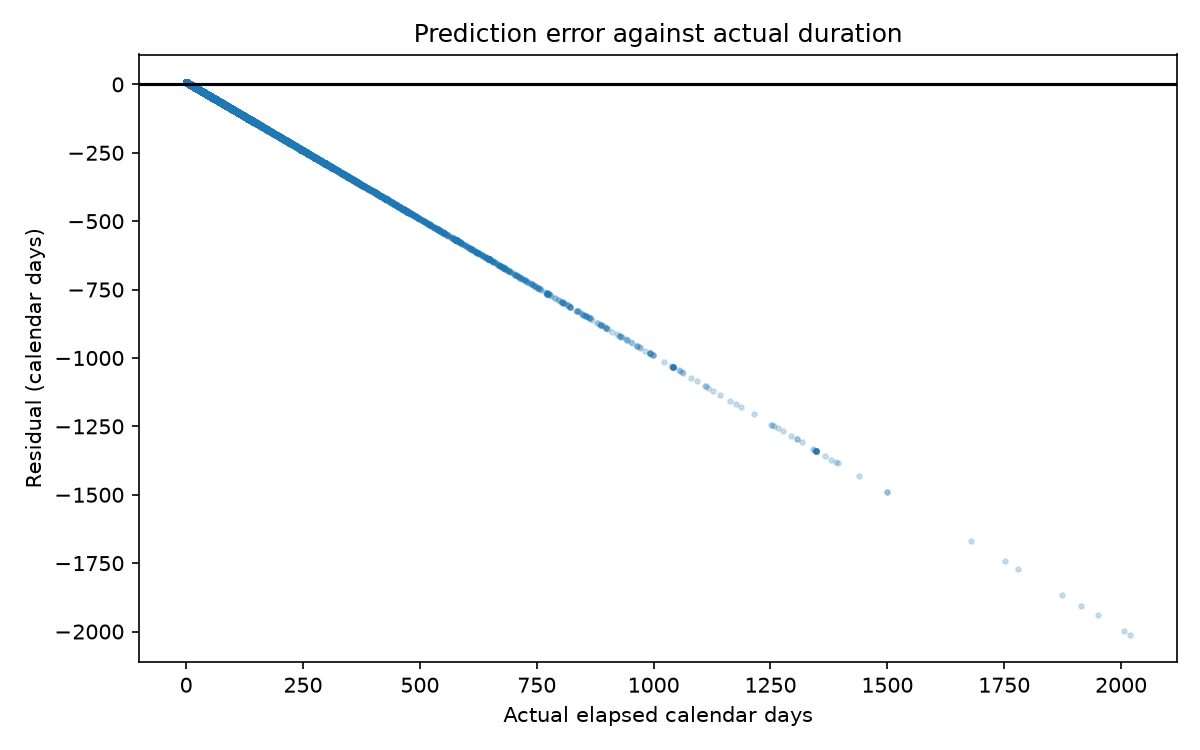 Prediction error against actual duration
0
−250
−500
−750
−1000
−1250
−1500
−1750
−2000
Residual (calendar days)
0 250 500 750 1000 1250 1500 1750 2000
Actual elapsed calendar days